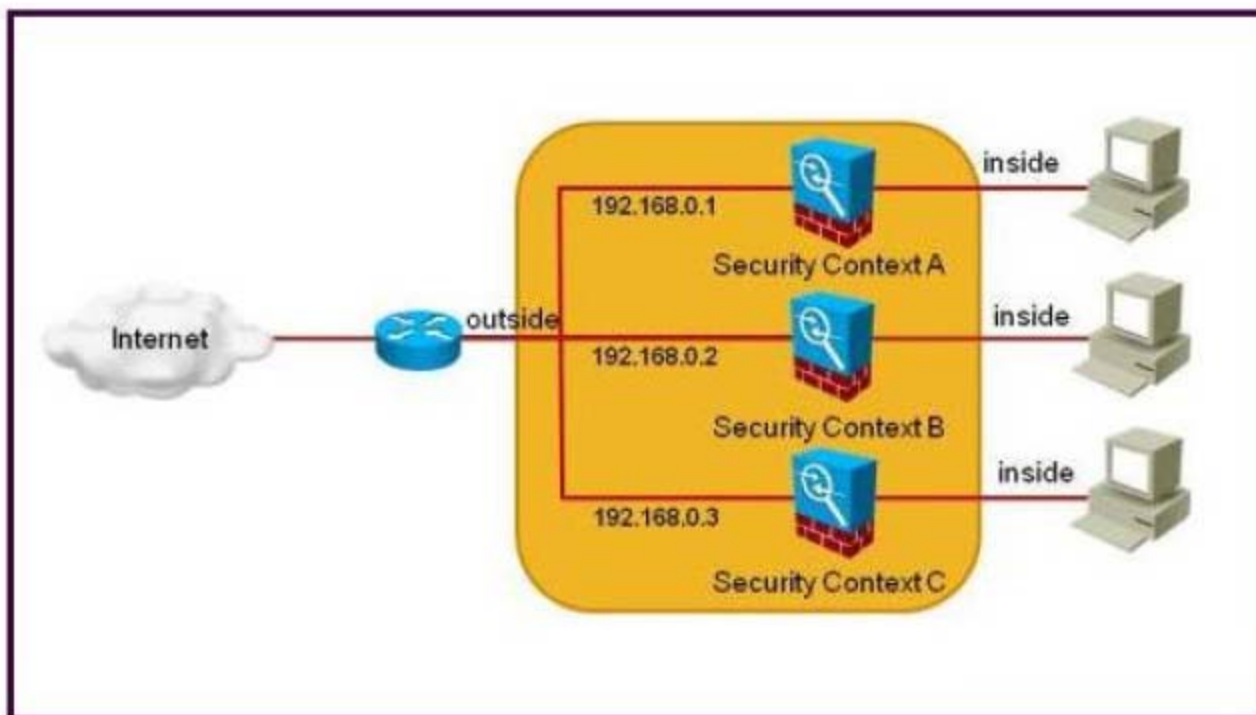 inside
192.168.0.1
Security Context A
Internet
outside
inside
192.168.0.2
Security Context B
inside
192.168.0.3
Security Context C